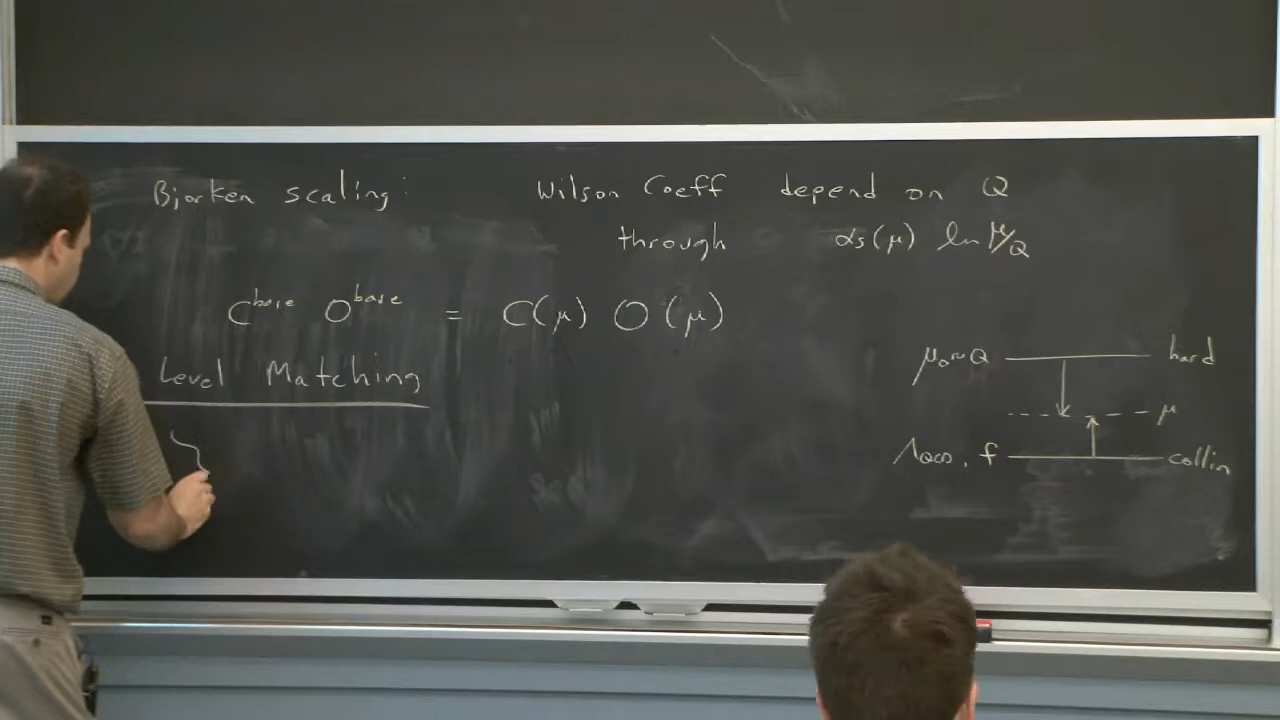 Bjorken scaling: Wilson Coeff depend on Q
through αs(μ) ln μ/Q
C^bare O^bare = C(μ) O(μ)
Level Matching
μ₀~Q hard
μ
ΛQCD, f collin